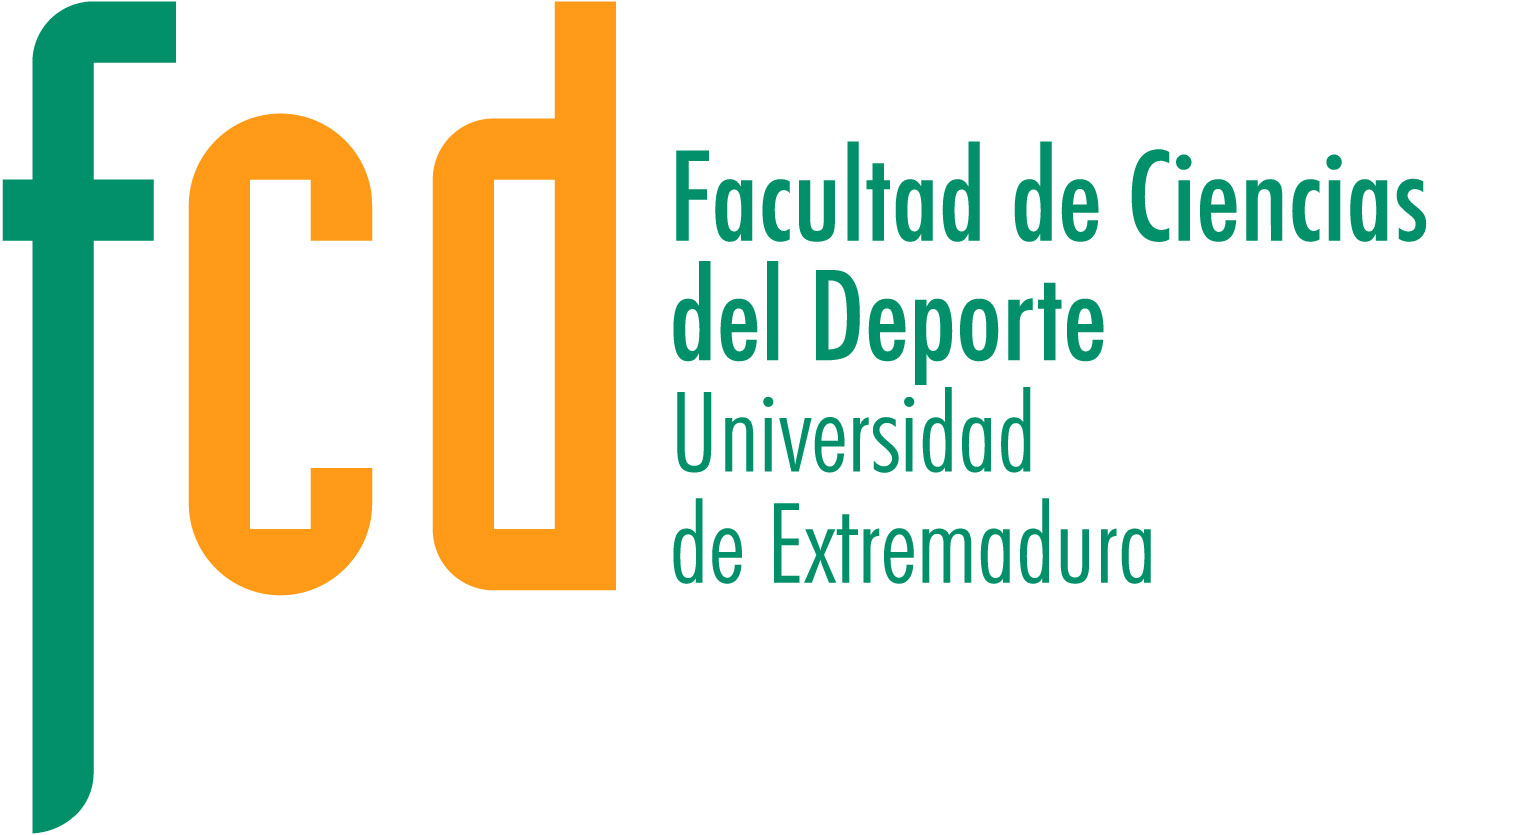 fcd
Facultad de Ciencias
del Deporte
Universidad
de Extremadura